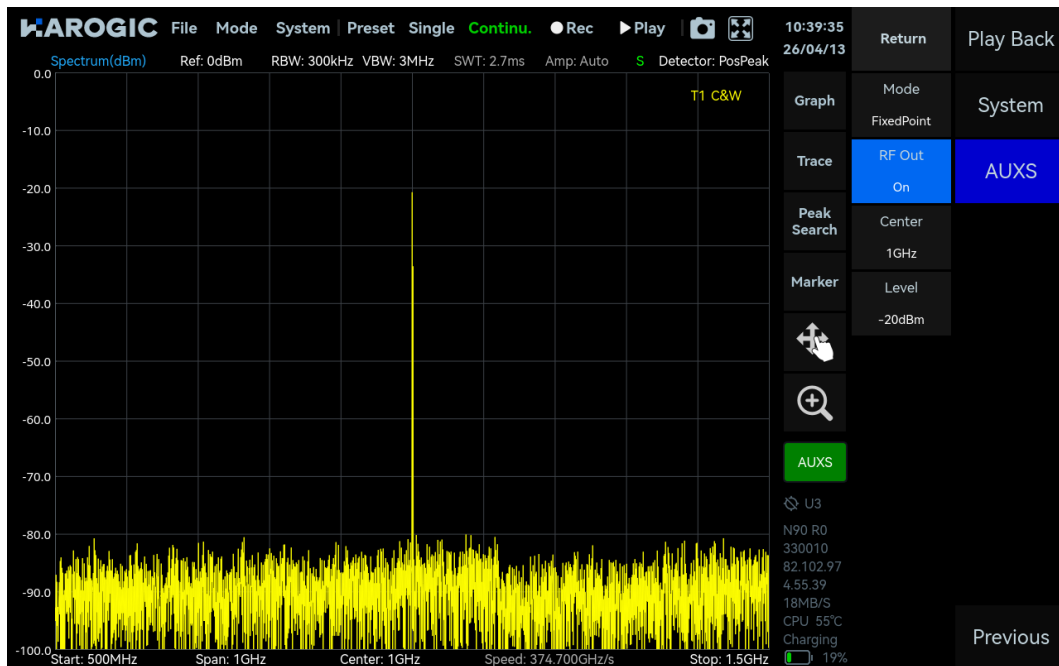 HAROGIC File Mode System Preset Single Continu. Rec Play
Spectrum(dBm) Ref: 0dBm RBW: 300kHz VBW: 3MHz SWT: 2.7ms Amp: Auto S Detector: PosPeak
T1 C&W
0.0
-10.0
-20.0
-30.0
-40.0
-50.0
-60.0
-70.0
-80.0
-90.0
-100.0
Start: 500MHz Span: 1GHz Center: 1GHz Speed: 374.700GHz/s Stop: 1.5GHz
10:39:35
26/04/13
Graph
Trace
Peak
Search
Marker
AUXS
U3
N90 R0
330010
82.102.97
4.55.39
18MB/S
CPU 55℃
Charging
19%
Return
Mode
FixedPoint
RF Out
On
Center
1GHz
Level
-20dBm
Play Back
System
AUXS
Previous